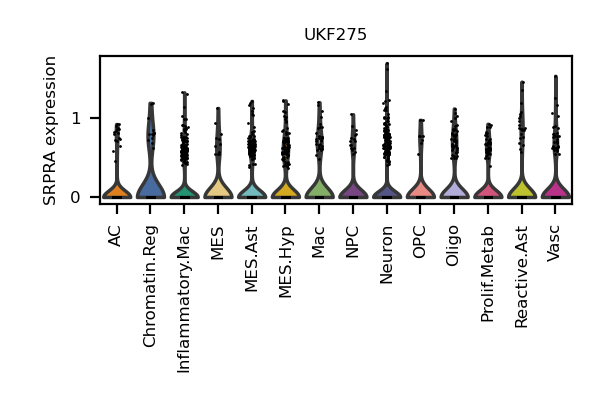 UKF275
SRPRA expression
1
0
AC
Chromatin.Reg
Inflammatory.Mac
MES
MES.Ast
MES.Hyp
Mac
NPC
Neuron
OPC
Oligo
Prolif.Metab
Reactive.Ast
Vasc